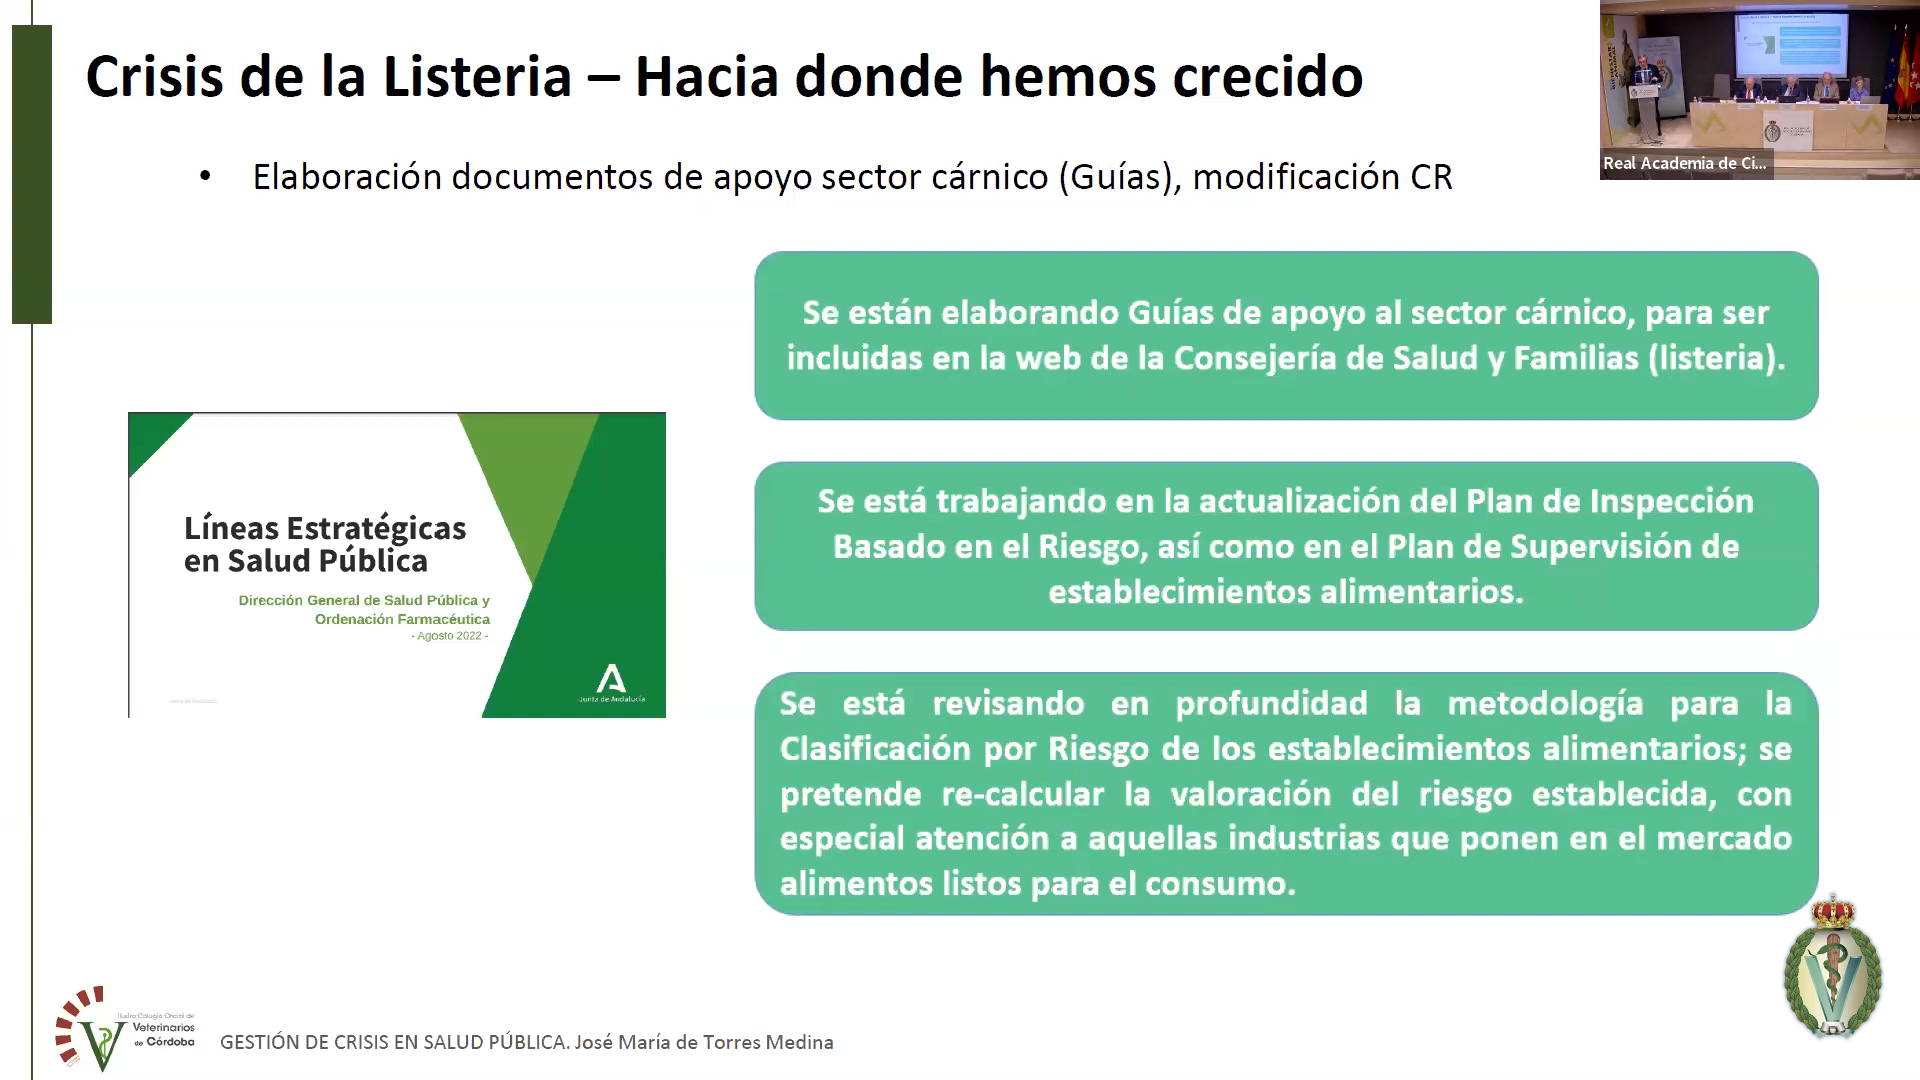 Crisis de la Listeria – Hacia donde hemos crecido
• Elaboración documentos de apoyo sector cárnico (Guías), modificación CR
Real Academia de Ci...
Se están elaborando Guías de apoyo al sector cárnico, para ser
incluidas en la web de la Consejería de Salud y Familias (listeria).
Líneas Estratégicas
en Salud Pública
Dirección General de Salud Pública y
Ordenación Farmacéutica
- Agosto 2022 -
Junta de Andalucía
Junta de Andalucía
Se está trabajando en la actualización del Plan de Inspección
Basado en el Riesgo, así como en el Plan de Supervisión de
establecimientos alimentarios.
Se está revisando en profundidad la metodología para la
Clasificación por Riesgo de los establecimientos alimentarios; se
pretende re-calcular la valoración del riesgo establecida, con
especial atención a aquellas industrias que ponen en el mercado
alimentos listos para el consumo.
Ilustre Colegio Oficial de
Veterinarios
de Córdoba
GESTIÓN DE CRISIS EN SALUD PÚBLICA. José María de Torres Medina